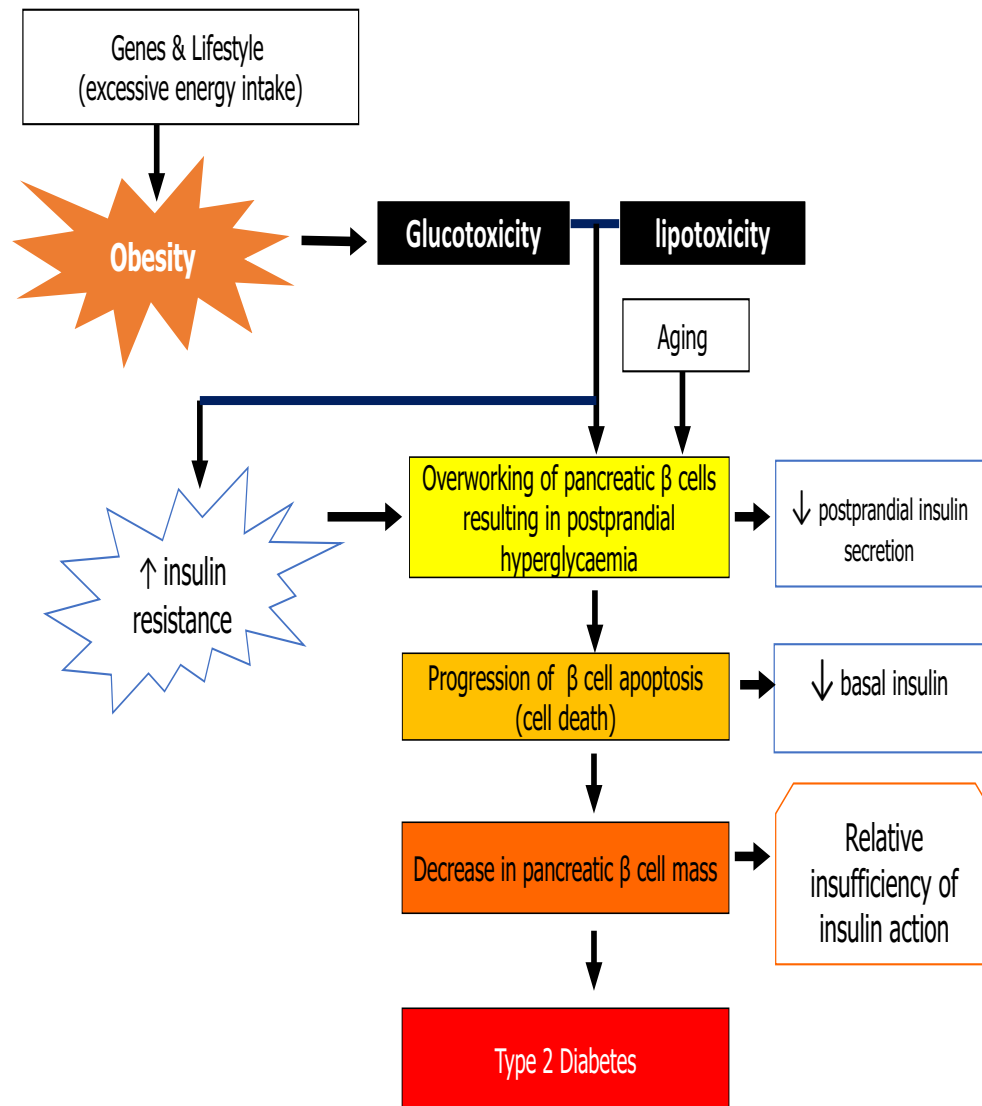 Genes & Lifestyle
(excessive energy intake)
Obesity
Glucotoxicity
lipotoxicity
Aging
Overworking of pancreatic β cells
resulting in postprandial
hyperglycaemia
↓ postprandial insulin
secretion
↑ insulin
resistance
Progression of β cell apoptosis
(cell death)
↓ basal insulin
Decrease in pancreatic β cell mass
Relative
insufficiency of
insulin action
Type 2 Diabetes